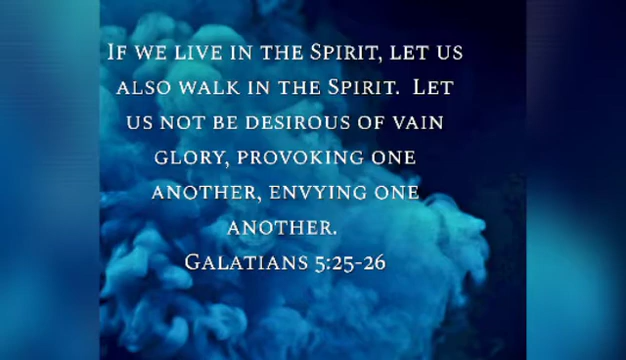 If we live in the Spirit, let us
also walk in the Spirit. Let
us not be desirous of vain
glory, provoking one
another, envying one
another.
Galatians 5:25-26